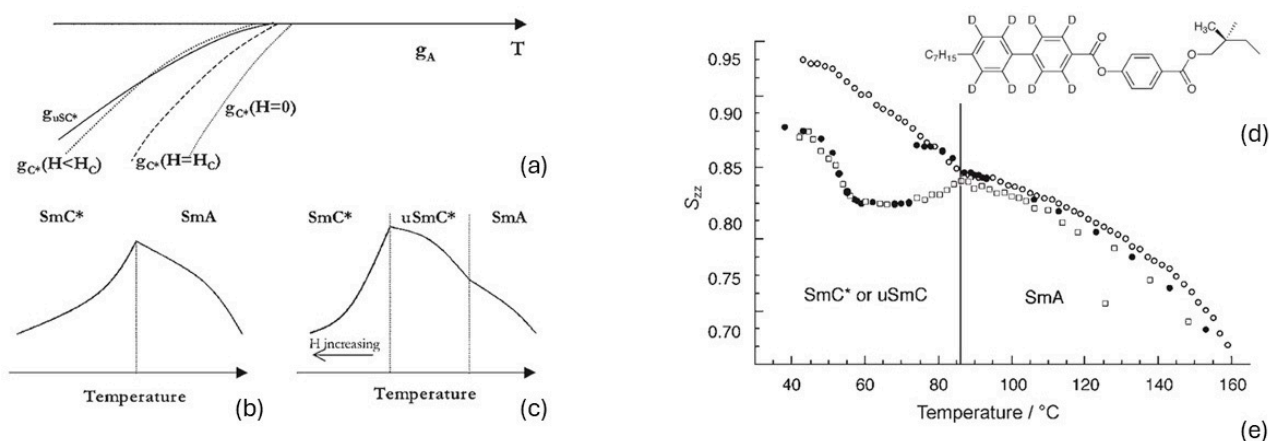 T
g_A
g_uSC*
g_C*(H=0)
g_C*(H<H_C)
g_C*(H=H_C)
(a)
SmC*
SmA
Temperature
(b)
SmC*
uSmC*
SmA
H increasing
Temperature
(c)
C₇H₁₅
D
D
D
D
D
D
D
D
O
O
O
O
H₃C
(d)
S_zz
0.95
0.90
0.85
0.80
0.75
0.70
SmC* or uSmC
SmA
40
60
80
100
120
140
160
Temperature / °C
(e)